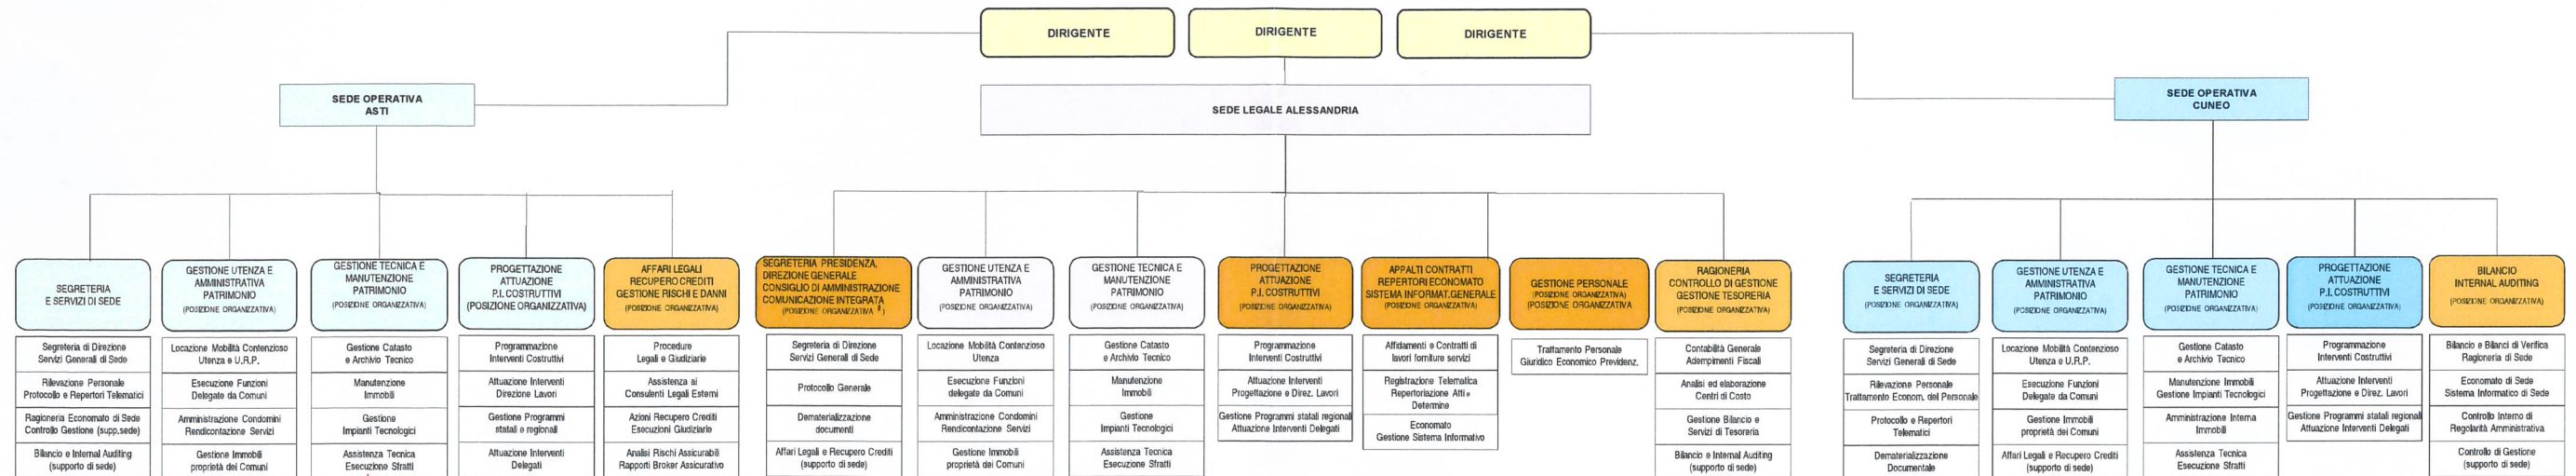 DIRIGENTE
DIRIGENTE
DIRIGENTE
SEDE OPERATIVA
ASTI
SEDE LEGALE ALESSANDRIA
SEDE OPERATIVA
CUNEO
SEGRETERIA
E SERVIZI DI SEDE
Segreteria di Direzione
Servizi Generali di Sede
Rilevazione Personale
Protocollo e Repertori Telematici
Ragioneria Economato di Sede
Controllo Gestione (supp.sede)
Bilancio e Internal Auditing
(supporto di sede)
GESTIONE UTENZA E
AMMINISTRATIVA
PATRIMONIO
(POSIZIONE ORGANIZZATIVA)
Locazione Mobilità Contenzioso
Utenza e U.R.P.
Esecuzione Funzioni
Delegate da Comuni
Amministrazione Condomini
Rendicontazione Servizi
Gestione Immobili
proprietà dei Comuni
GESTIONE TECNICA E
MANUTENZIONE
PATRIMONIO
(POSIZIONE ORGANIZZATIVA)
Gestione Catasto
e Archivio Tecnico
Manutenzione
Immobili
Gestione
Impianti Tecnologici
Assistenza Tecnica
Esecuzione Sfratti
PROGETTAZIONE
ATTUAZIONE
P.I. COSTRUTTIVI
(POSIZIONE ORGANIZZATIVA)
Programmazione
Interventi Costruttivi
Attuazione Interventi
Direzione Lavori
Gestione Programmi
statali e regionali
Attuazione Interventi
Delegati
AFFARI LEGALI
RECUPERO CREDITI
GESTIONE RISCHI E DANNI
(POSIZIONE ORGANIZZATIVA)
Procedure
Legali e Giudiziarie
Assistenza ai
Consulenti Legali Esterni
Azioni Recupero Crediti
Esecuzioni Giudiziarie
Analisi Rischi Assicurabili
Rapporti Broker Assicurativo
SEGRETERIA PRESIDENZA,
DIREZIONE GENERALE
CONSIGLIO DI AMMINISTRAZIONE
COMUNICAZIONE INTEGRATA
(POSIZIONE ORGANIZZATIVA )
Segreteria di Direzione
Servizi Generali di Sede
Protocollo Generale
Dematerializzazione
documenti
Affari Legali e Recupero Crediti
(supporto di sede)
GESTIONE UTENZA E
AMMINISTRATIVA
PATRIMONIO
(POSIZIONE ORGANIZZATIVA)
Locazione Mobilità Contenzioso
Utenza
Esecuzione Funzioni
delegate da Comuni
Amministrazione Condomini
Rendicontazione Servizi
Gestione Immobili
proprietà dei Comuni
GESTIONE TECNICA E
MANUTENZIONE
PATRIMONIO
(POSIZIONE ORGANIZZATIVA)
Gestione Catasto
e Archivio Tecnico
Manutenzione
Immobili
Gestione
Impianti Tecnologici
Assistenza Tecnica
Esecuzione Sfratti
PROGETTAZIONE
ATTUAZIONE
P.I. COSTRUTTIVI
(POSIZIONE ORGANIZZATIVA)
Programmazione
Interventi Costruttivi
Attuazione Interventi
Progettazione e Direz. Lavori
Gestione Programmi statali regionali
Attuazione Interventi Delegati
APPALTI CONTRATTI
REPERTORI ECONOMATO
SISTEMA INFORMAT.GENERALE
(POSIZIONE ORGANIZZATIVA)
Affidamenti e Contratti di
lavori forniture servizi
Registrazione Telematica
Repertoriazione Atti e
Determine
Economato
Gestione Sistema Informativo
GESTIONE PERSONALE
(POSIZIONE ORGANIZZATIVA)
(POSIZIONE ORGANIZZATIVA
Trattamento Personale
Giuridico Economico Previdenz.
RAGIONERIA
CONTROLLO DI GESTIONE
GESTIONE TESORERIA
(POSIZIONE ORGANIZZATIVA)
Contabilità Generale
Adempimenti Fiscali
Analisi ed elaborazione
Centri di Costo
Gestione Bilancio e
Servizi di Tesoreria
Bilancio e Internal Auditing
(supporto di sede)
SEGRETERIA
E SERVIZI DI SEDE
(POSIZIONE ORGANIZZATIVA)
Segreteria di Direzione
Servizi Generali di Sede
Rilevazione Personale
Trattamento Econom. del Personale
Protocollo e Repertori
Telematici
Dematerializzazione
Documentale
GESTIONE UTENZA E
AMMINISTRATIVA
PATRIMONIO
(POSIZIONE ORGANIZZATIVA)
Locazione Mobilità Contenzioso
Utenza e U.R.P.
Esecuzione Funzioni
Delegate da Comuni
Gestione Immobili
proprietà dei Comuni
Affari Legali e Recupero Crediti
(supporto di sede)
GESTIONE TECNICA E
MANUTENZIONE
PATRIMONIO
(POSIZIONE ORGANIZZATIVA)
Gestione Catasto
e Archivio Tecnico
Manutenzione Immobili
Gestione Impianti Tecnologici
Amministrazione Interna
Immobili
Assistenza Tecnica
Esecuzione Sfratti
PROGETTAZIONE
ATTUAZIONE
P.I. COSTRUTTIVI
(POSIZIONE ORGANIZZATIVA)
Programmazione
Interventi Costruttivi
Attuazione Interventi
Progettazione e Direz. Lavori
Gestione Programmi statali regionali
Attuazione Interventi Delegati
BILANCIO
INTERNAL AUDITING
(POSIZIONE ORGANIZZATIVA)
Bilancio e Bilanci di Verifica
Ragioneria di Sede
Economato di Sede
Sistema Informatico di Sede
Controllo Interno di
Regolarità Amministrativa
Controllo di Gestione
(supporto di sede)